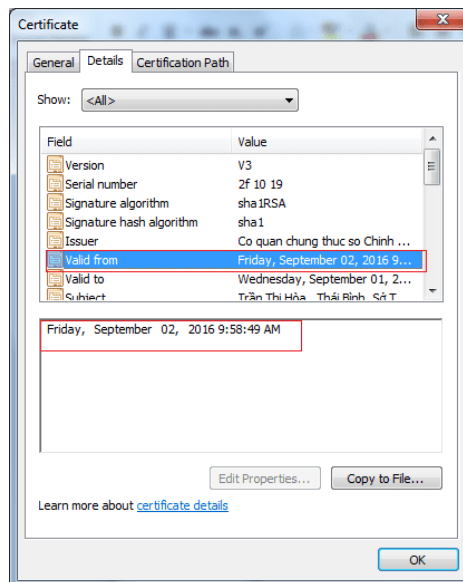 Certificate
General Details Certification Path
Show: <All>
Field Value
Version V3
Serial number 2f 10 19
Signature algorithm sha1RSA
Signature hash algorithm sha1
Issuer Co quan chung thuc so Chinh ...
Valid from Friday, September 02, 2016 9...
Valid to Wednesday, September 01, 2...
Subject Trần Thị Hòa, Thái Bình, Sở T...
Friday, September 02, 2016 9:58:49 AM
Edit Properties... Copy to File...
Learn more about certificate details
OK